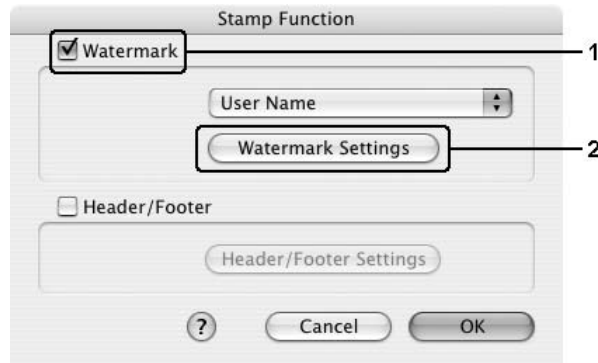 Stamp Function
Watermark
1
User Name
Watermark Settings
2
Header/Footer
Header/Footer Settings
?
Cancel
OK